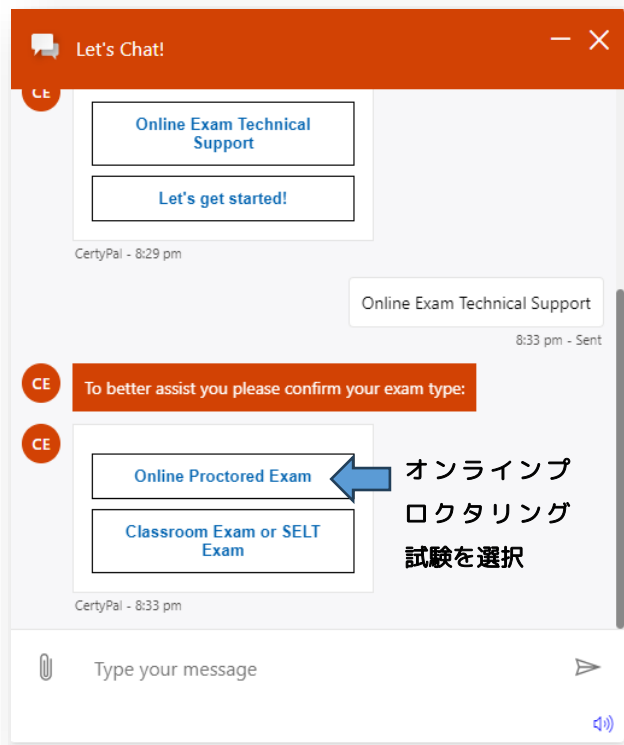 Let's Chat!
CE
Online Exam Technical
Support
Let's get started!
CertyPal - 8:29 pm
Online Exam Technical Support
8:33 pm - Sent
CE
To better assist you please confirm your exam type:
CE
Online Proctored Exam
オンラインプ
ロクタリング
試験を選択
Classroom Exam or SELT
Exam
CertyPal - 8:33 pm
Type your message